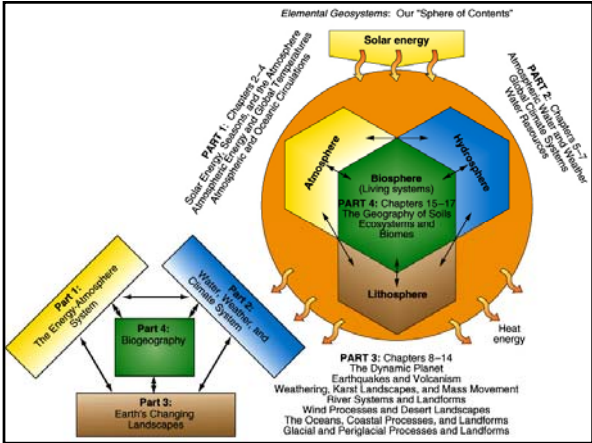 Elemental Geosystems: Our "Sphere of Contents"
Solar energy
PART 1: Chapters 2–4
Solar Energy, Seasons, and the Atmosphere
Atmospheric Energy and Global Temperatures
Atmospheric and Oceanic Circulations
PART 2: Chapters 5–7
Atmospheric Water and Weather
Global Climate Systems
Water Resources
Atmosphere
Hydrosphere
Biosphere
(Living systems)
PART 4: Chapters 15–17
The Geography of Soils
Ecosystems and
Biomes
Lithosphere
Heat
energy
Part 1:
The Energy-Atmosphere
System
Part 2:
Water, Weather, and
Climate System
Part 4:
Biogeography
Part 3:
Earth's Changing
Landscapes
PART 3: Chapters 8–14
The Dynamic Planet
Earthquakes and Volcanism
Weathering, Karst Landscapes, and Mass Movement
River Systems and Landforms
Wind Processes and Desert Landscapes
The Oceans, Coastal Processes, and Landforms
Glacial and Periglacial Processes and Landforms